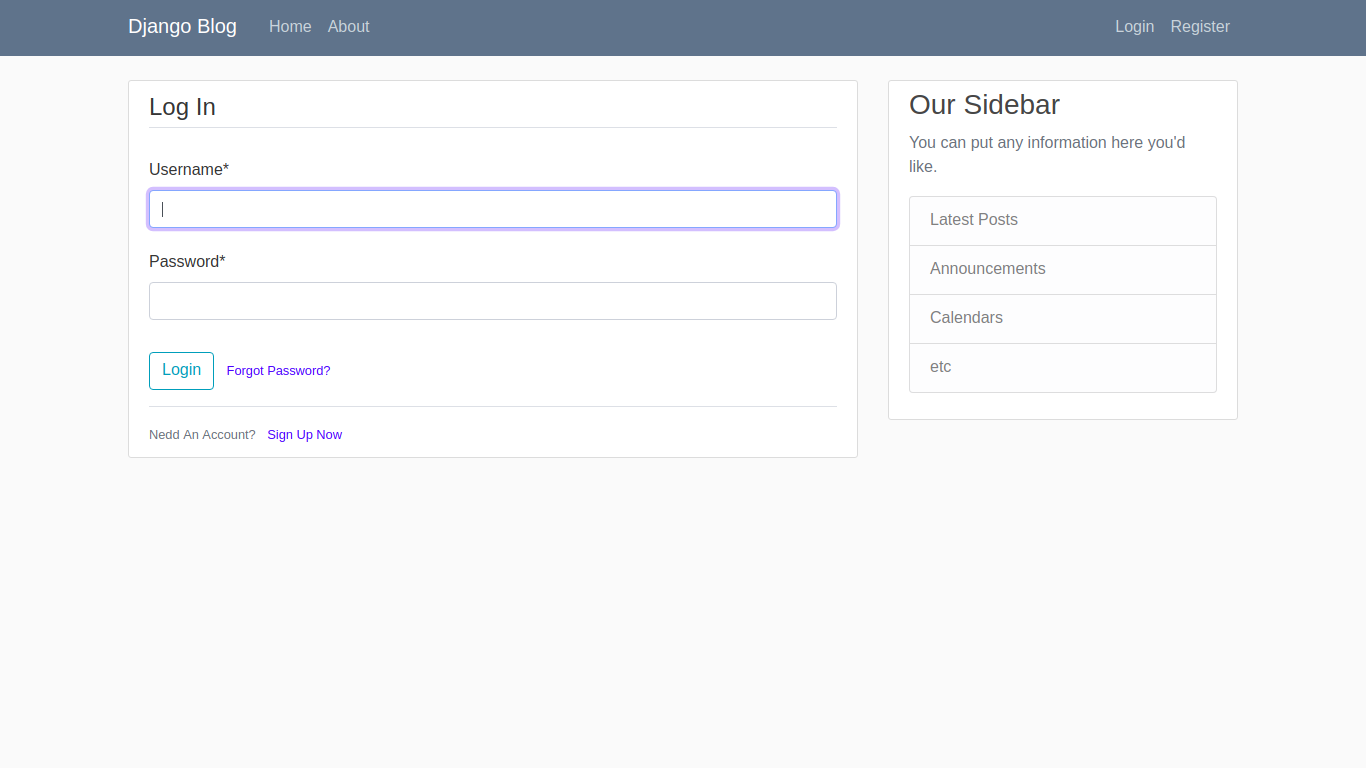 Django Blog Home About Login Register
Log In
Username*
Password*
Login Forgot Password?
Nedd An Account? Sign Up Now
Our Sidebar
You can put any information here you'd
like.
Latest Posts
Announcements
Calendars
etc